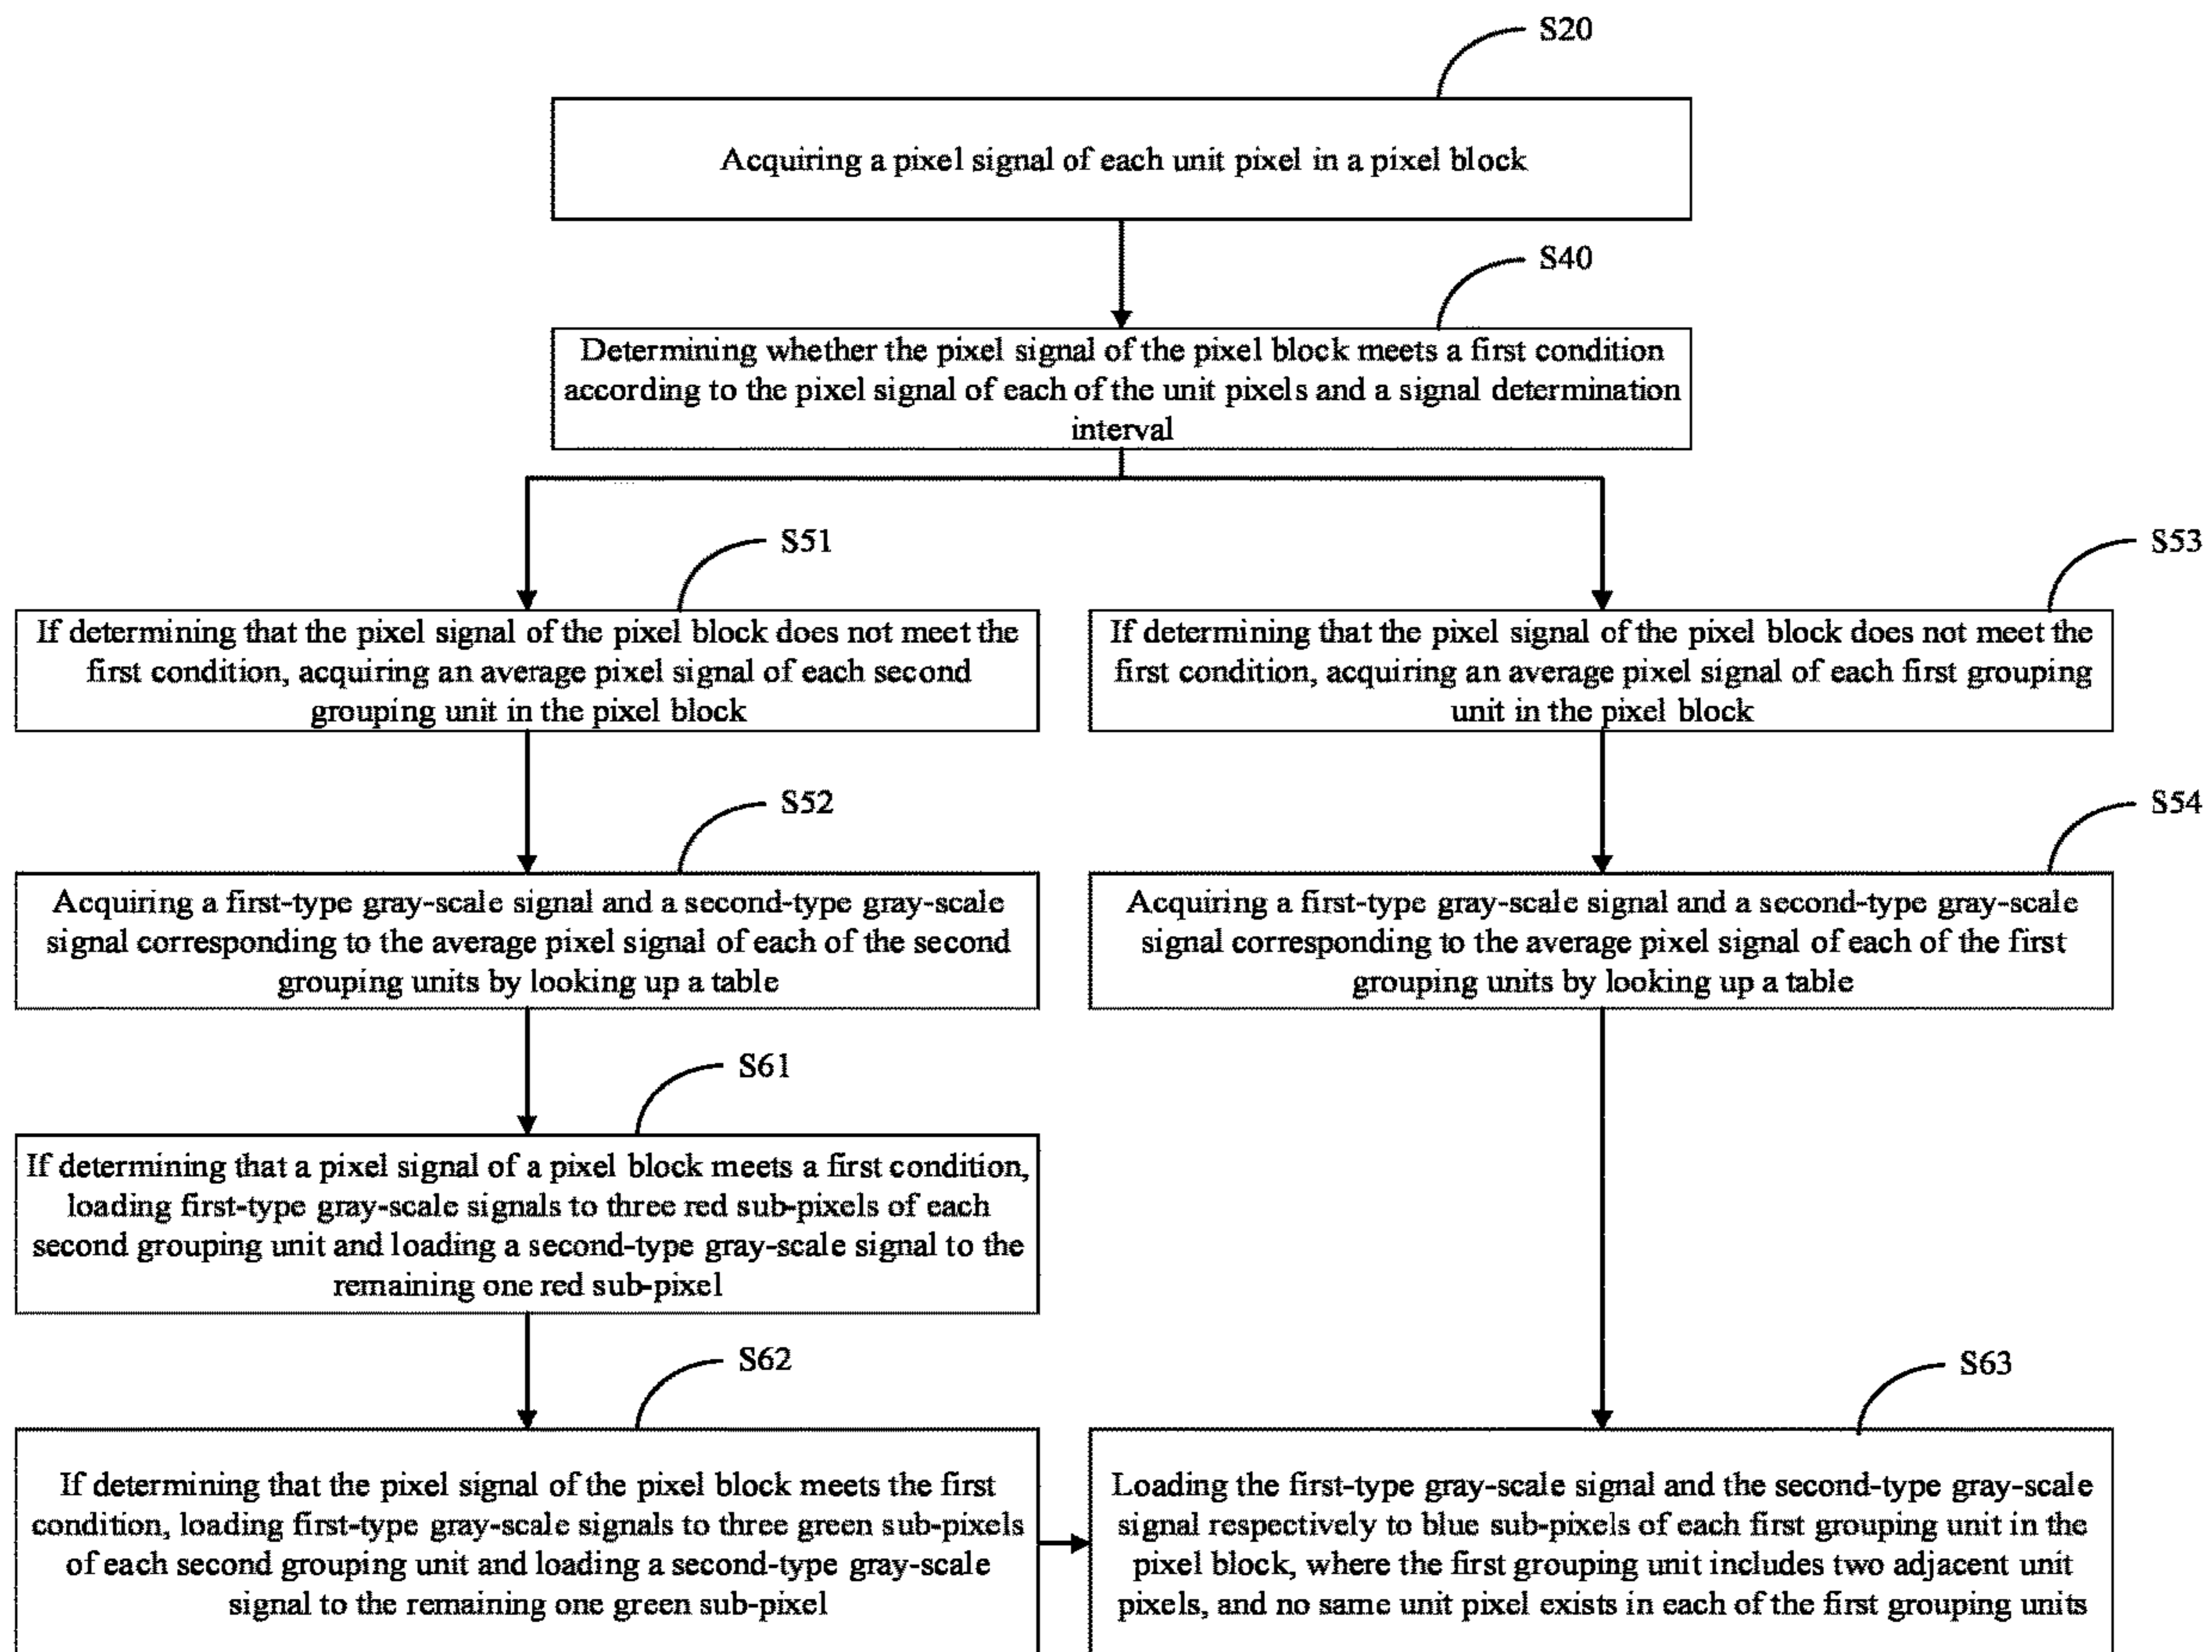 S20
Acquiring a pixel signal of each unit pixel in a pixel block
S40
Determining whether the pixel signal of the pixel block meets a first condition
according to the pixel signal of each of the unit pixels and a signal determination
interval
S51
If determining that the pixel signal of the pixel block does not meet the
first condition, acquiring an average pixel signal of each second
grouping unit in the pixel block
S53
If determining that the pixel signal of the pixel block does not meet the
first condition, acquiring an average pixel signal of each first grouping
unit in the pixel block
S52
Acquiring a first-type gray-scale signal and a second-type gray-scale
signal corresponding to the average pixel signal of each of the second
grouping units by looking up a table
S54
Acquiring a first-type gray-scale signal and a second-type gray-scale
signal corresponding to the average pixel signal of each of the first
grouping units by looking up a table
S61
If determining that a pixel signal of a pixel block meets a first condition,
loading first-type gray-scale signals to three red sub-pixels of each
second grouping unit and loading a second-type gray-scale signal to the
remaining one red sub-pixel
S62
If determining that the pixel signal of the pixel block meets the first
condition, loading first-type gray-scale signals to three green sub-pixels
of each second grouping unit and loading a second-type gray-scale
signal to the remaining one green sub-pixel
S63
Loading the first-type gray-scale signal and the second-type gray-scale
signal respectively to blue sub-pixels of each first grouping unit in the
pixel block, where the first grouping unit includes two adjacent unit
pixels, and no same unit pixel exists in each of the first grouping units